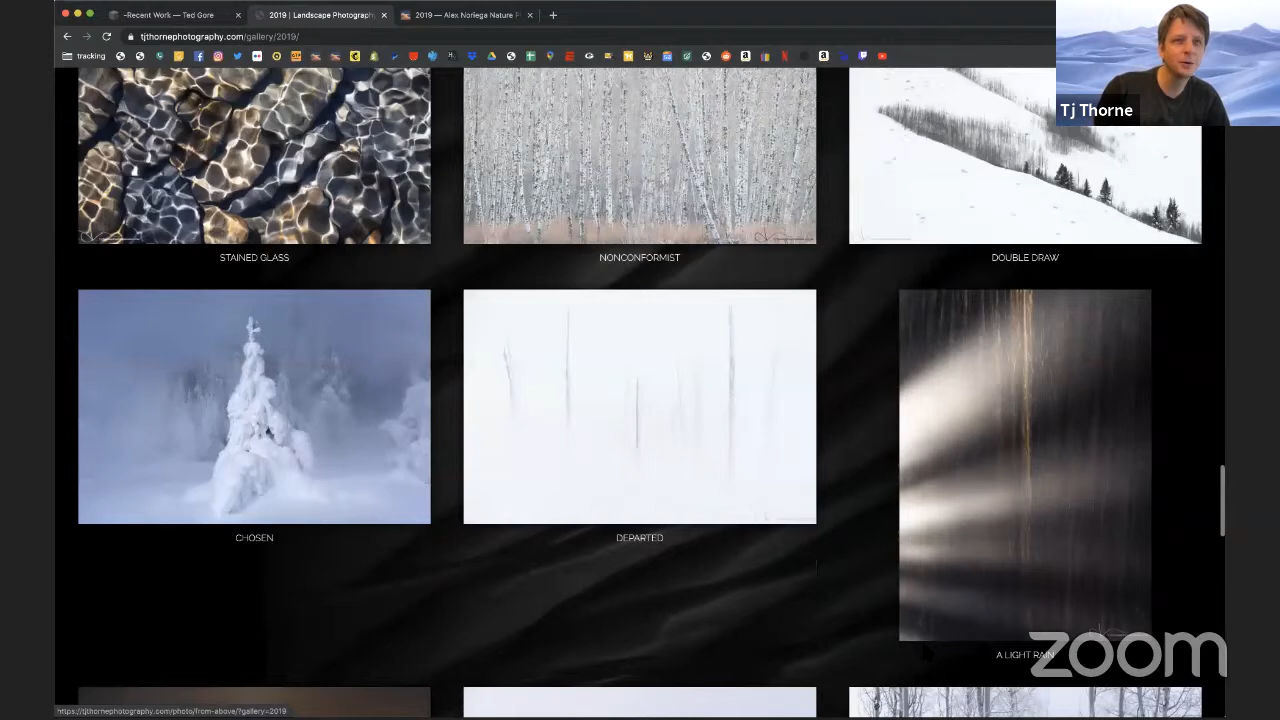 -Recent Work — Ted Gore
2019 | Landscape Photography
2019 — Alex Noriega Nature P
tjthornephotography.com/gallery/2019/
tracking
Tj Thorne
STAINED GLASS
NONCONFORMIST
DOUBLE DRAW
CHOSEN
DEPARTED
A LIGHT RAIN
zoom
https://tjthornephotography.com/photo/from-above/?gallery=2019